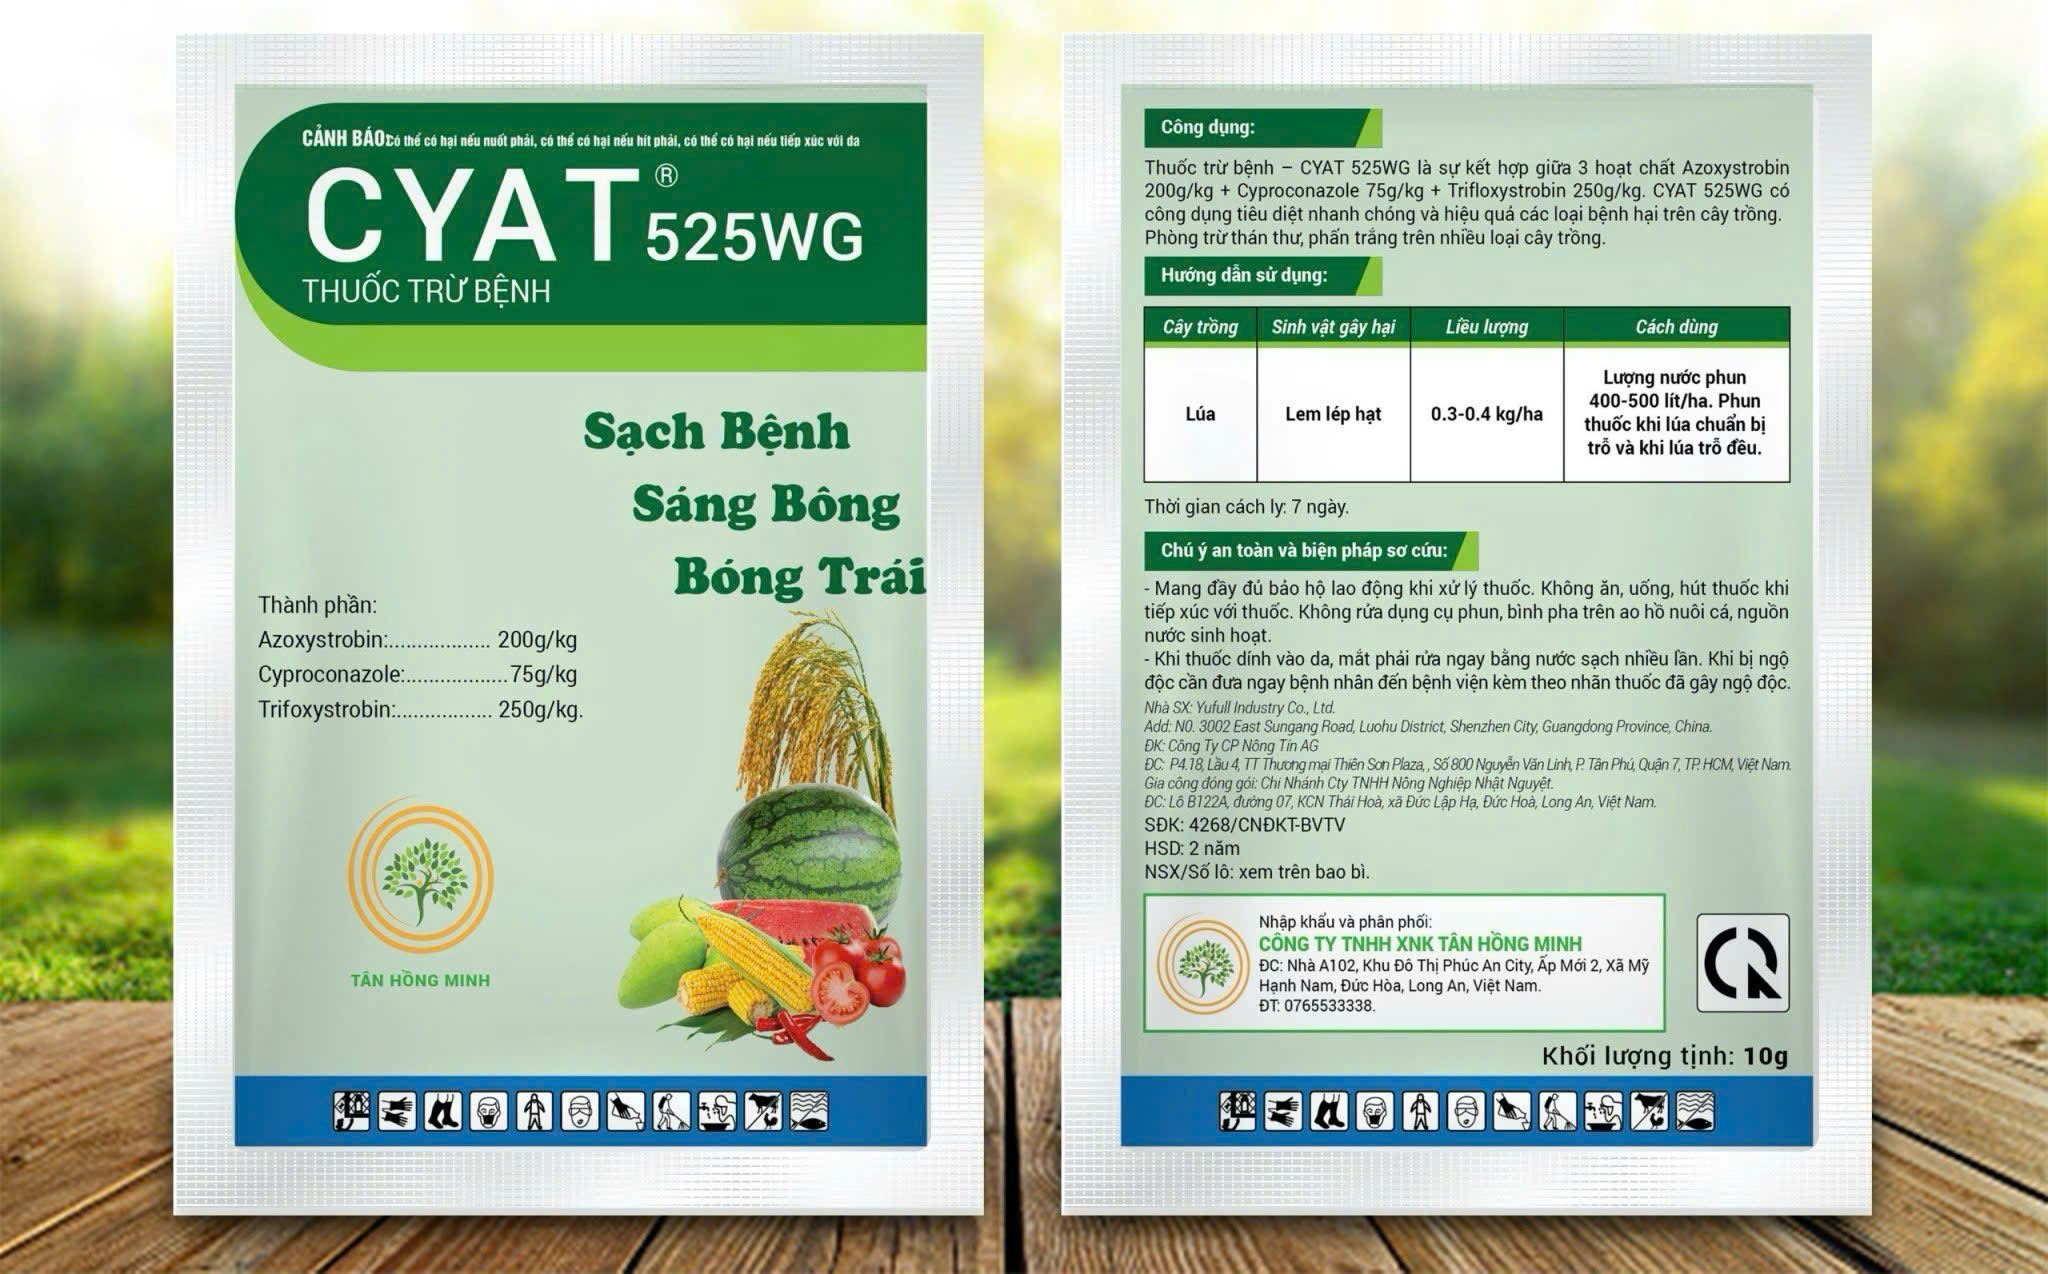 CẢNH BÁO: Có thể có hại nếu nuốt phải, có thể có hại nếu hít phải, có thể có hại nếu tiếp xúc với da
CYAT ® 525WG
THUỐC TRỪ BỆNH
Sạch Bệnh
Sáng Bông
Bóng Trái
Thành phần:
Azoxystrobin:.................. 200g/kg
Cyproconazole:..................75g/kg
Trifoxystrobin:................. 250g/kg.
TÂN HỒNG MINH
Công dụng:
Thuốc trừ bệnh – CYAT 525WG là sự kết hợp giữa 3 hoạt chất Azoxystrobin
200g/kg + Cyproconazole 75g/kg + Trifloxystrobin 250g/kg. CYAT 525WG có
công dụng tiêu diệt nhanh chóng và hiệu quả các loại bệnh hại trên cây trồng.
Phòng trừ thán thư, phấn trắng trên nhiều loại cây trồng.
Hướng dẫn sử dụng:
Cây trồng Sinh vật gây hại Liều lượng Cách dùng
Lúa Lem lép hạt 0.3-0.4 kg/ha
Lượng nước phun
400-500 lít/ha. Phun
thuốc khi lúa chuẩn bị
trỗ và khi lúa trỗ đều.
Thời gian cách ly: 7 ngày.
Chú ý an toàn và biện pháp sơ cứu:
- Mang đầy đủ bảo hộ lao động khi xử lý thuốc. Không ăn, uống, hút thuốc khi
tiếp xúc với thuốc. Không rửa dụng cụ phun, bình pha trên ao hồ nuôi cá, nguồn
nước sinh hoạt.
- Khi thuốc dính vào da, mắt phải rửa ngay bằng nước sạch nhiều lần. Khi bị ngộ
độc cần đưa ngay bệnh nhân đến bệnh viện kèm theo nhãn thuốc đã gây ngộ độc.
Nhà SX: Yufull Industry Co., Ltd.
Add: N0. 3002 East Sungang Road, Luohu District, Shenzhen City, Guangdong Province, China.
ĐK: Công Ty CP Nông Tín AG
ĐC: P4.18, Lầu 4, TT Thương mại Thiên Sơn Plaza, , Số 800 Nguyễn Văn Linh, P. Tân Phú, Quận 7, TP. HCM, Việt Nam.
Gia công đóng gói: Chi Nhánh Cty TNHH Nông Nghiệp Nhật Nguyệt.
ĐC: Lô B122A, đường 07, KCN Thái Hoà, xã Đức Lập Hạ, Đức Hoà, Long An, Việt Nam.
SĐK: 4268/CNĐKT-BVTV
HSD: 2 năm
NSX/Số lô: xem trên bao bì.
Nhập khẩu và phân phối:
CÔNG TY TNHH XNK TÂN HỒNG MINH
ĐC: Nhà A102, Khu Đô Thị Phúc An City, Ấp Mới 2, Xã Mỹ
Hạnh Nam, Đức Hòa, Long An, Việt Nam.
ĐT: 0765533338.
Khối lượng tịnh: 10g